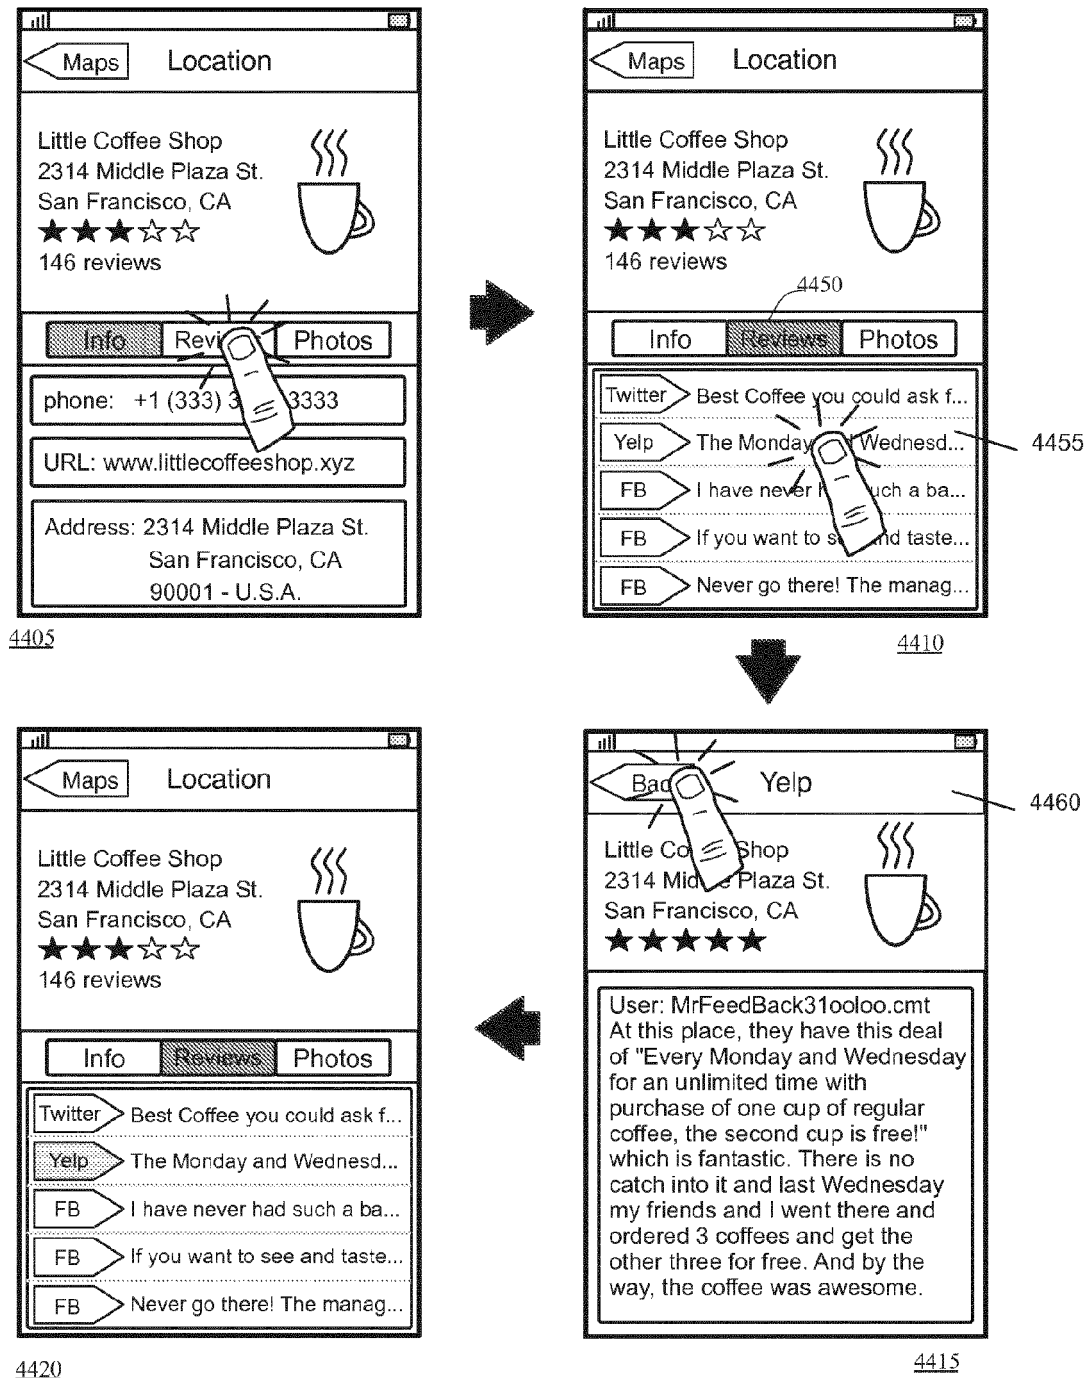 Maps Location
Little Coffee Shop
2314 Middle Plaza St.
San Francisco, CA
146 reviews
Info Revi Photos
phone: +1 (333) 3 3333
URL: www.littlecoffeeshop.xyz
Address: 2314 Middle Plaza St.
San Francisco, CA
90001 - U.S.A.
4405
Maps Location
Little Coffee Shop
2314 Middle Plaza St.
San Francisco, CA
146 reviews
4450
Info Reviews Photos
Twitter Best Coffee you could ask f...
Yelp The Monday Wednesd...
4455
FB I have never h uch a ba...
FB If you want to s nd taste...
FB Never go there! The manag...
4410
Bac Yelp
4460
Little Co Shop
2314 Mid e Plaza St.
San Francisco, CA
User: MrFeedBack31ooloo.cmt
At this place, they have this deal
of "Every Monday and Wednesday
for an unlimited time with
purchase of one cup of regular
coffee, the second cup is free!"
which is fantastic. There is no
catch into it and last Wednesday
my friends and I went there and
ordered 3 coffees and get the
other three for free. And by the
way, the coffee was awesome.
4415
Maps Location
Little Coffee Shop
2314 Middle Plaza St.
San Francisco, CA
146 reviews
Info Reviews Photos
Twitter Best Coffee you could ask f...
Yelp The Monday and Wednesd...
FB I have never had such a ba...
FB If you want to see and taste...
FB Never go there! The manag...
4420